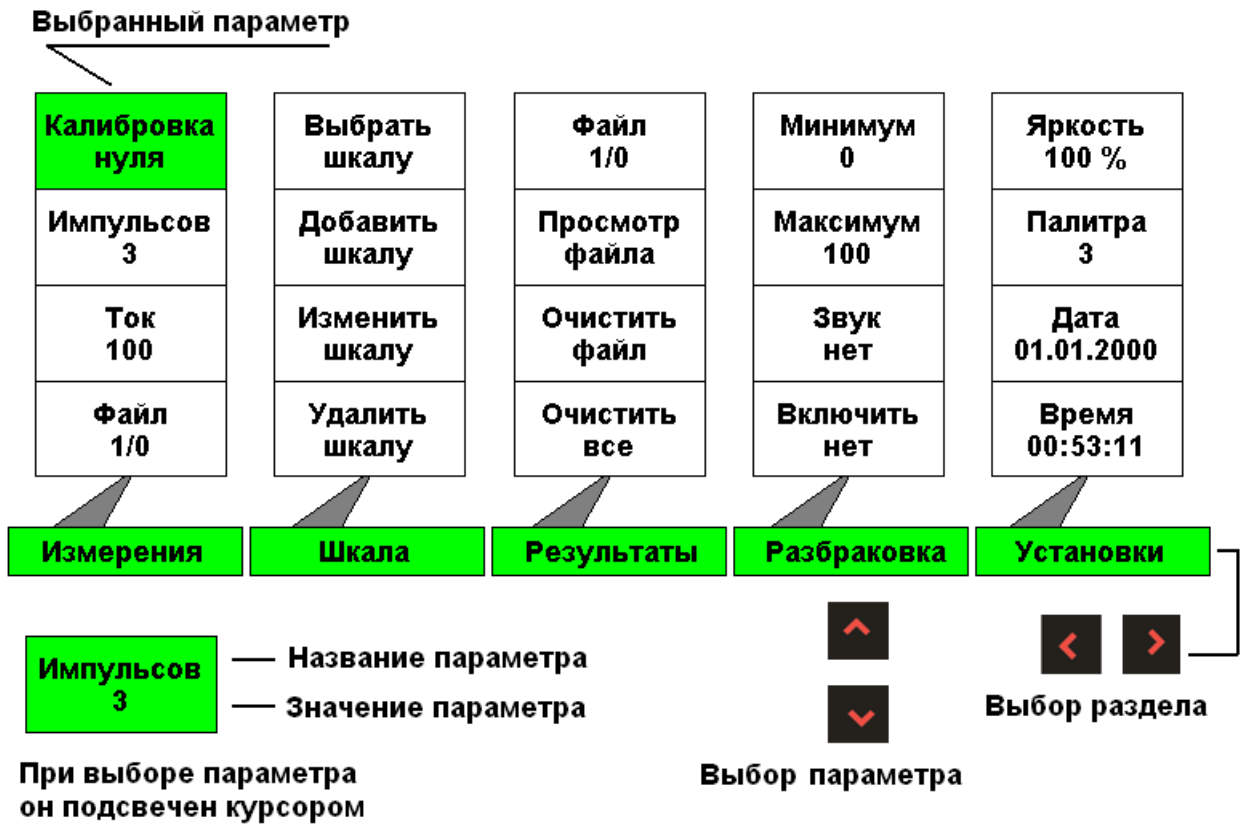 Выбранный параметр
Калибровка
нуля
Импульсов
3
Ток
100
Файл
1/0
Измерения
Выбрать
шкалу
Добавить
шкалу
Изменить
шкалу
Удалить
шкалу
Шкала
Файл
1/0
Просмотр
файла
Очистить
файл
Очистить
все
Результаты
Минимум
0
Максимум
100
Звук
нет
Включить
нет
Разбраковка
Яркость
100 %
Палитра
3
Дата
01.01.2000
Время
00:53:11
Установки
Импульсов
3
Название параметра
Значение параметра
При выборе параметра
он подсвечен курсором
Выбор параметра
Выбор раздела